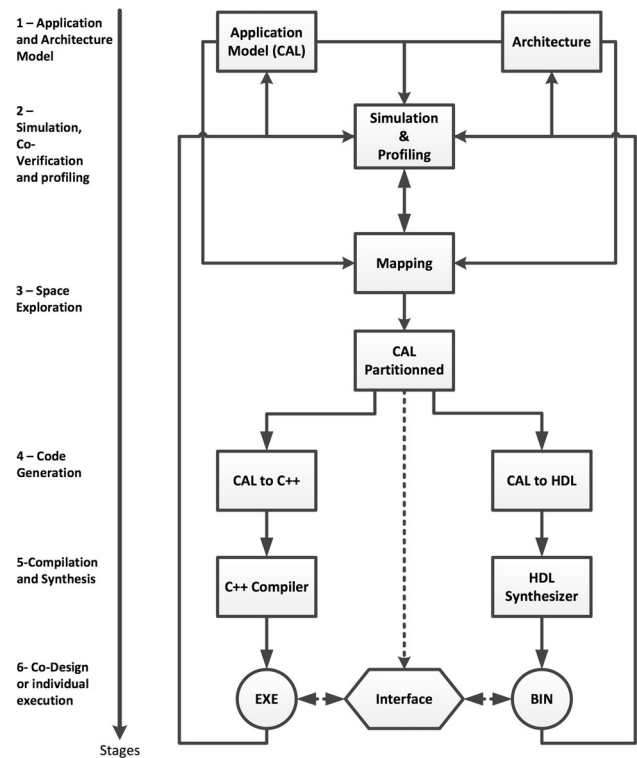 1 – Application
and Architecture
Model
Application
Model (CAL)
Architecture
2 –
Simulation,
Co-
Verification
and profiling
Simulation
&
Profiling
Mapping
3 – Space
Exploration
CAL
Partitionned
4 – Code
Generation
CAL to C++
CAL to HDL
5-Compilation
and Synthesis
C++ Compiler
HDL
Synthesizer
6- Co-Design
or individual
execution
EXE
Interface
BIN
Stages